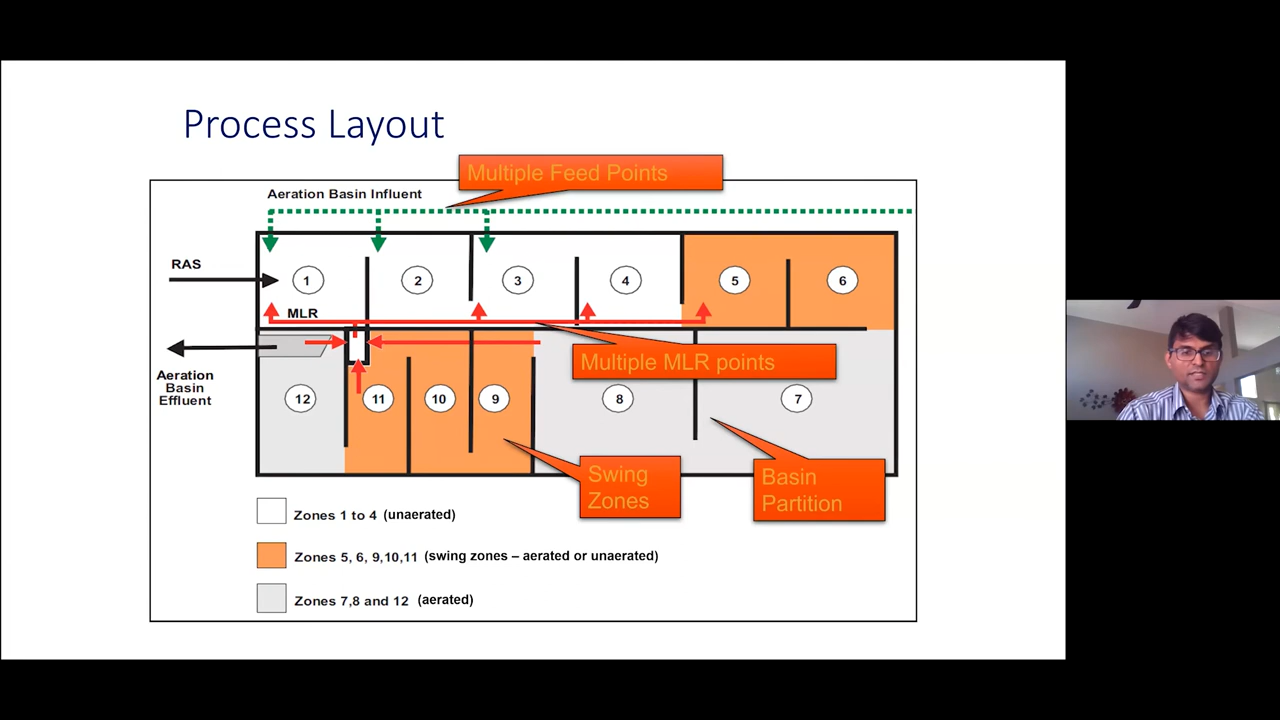 Process Layout
Multiple Feed Points
Aeration Basin Influent
RAS
1
2
3
4
5
6
MLR
Multiple MLR points
Aeration
Basin
Effluent
12
11
10
9
8
7
Swing
Zones
Basin
Partition
Zones 1 to 4 (unaerated)
Zones 5, 6, 9,10,11 (swing zones – aerated or unaerated)
Zones 7,8 and 12 (aerated)